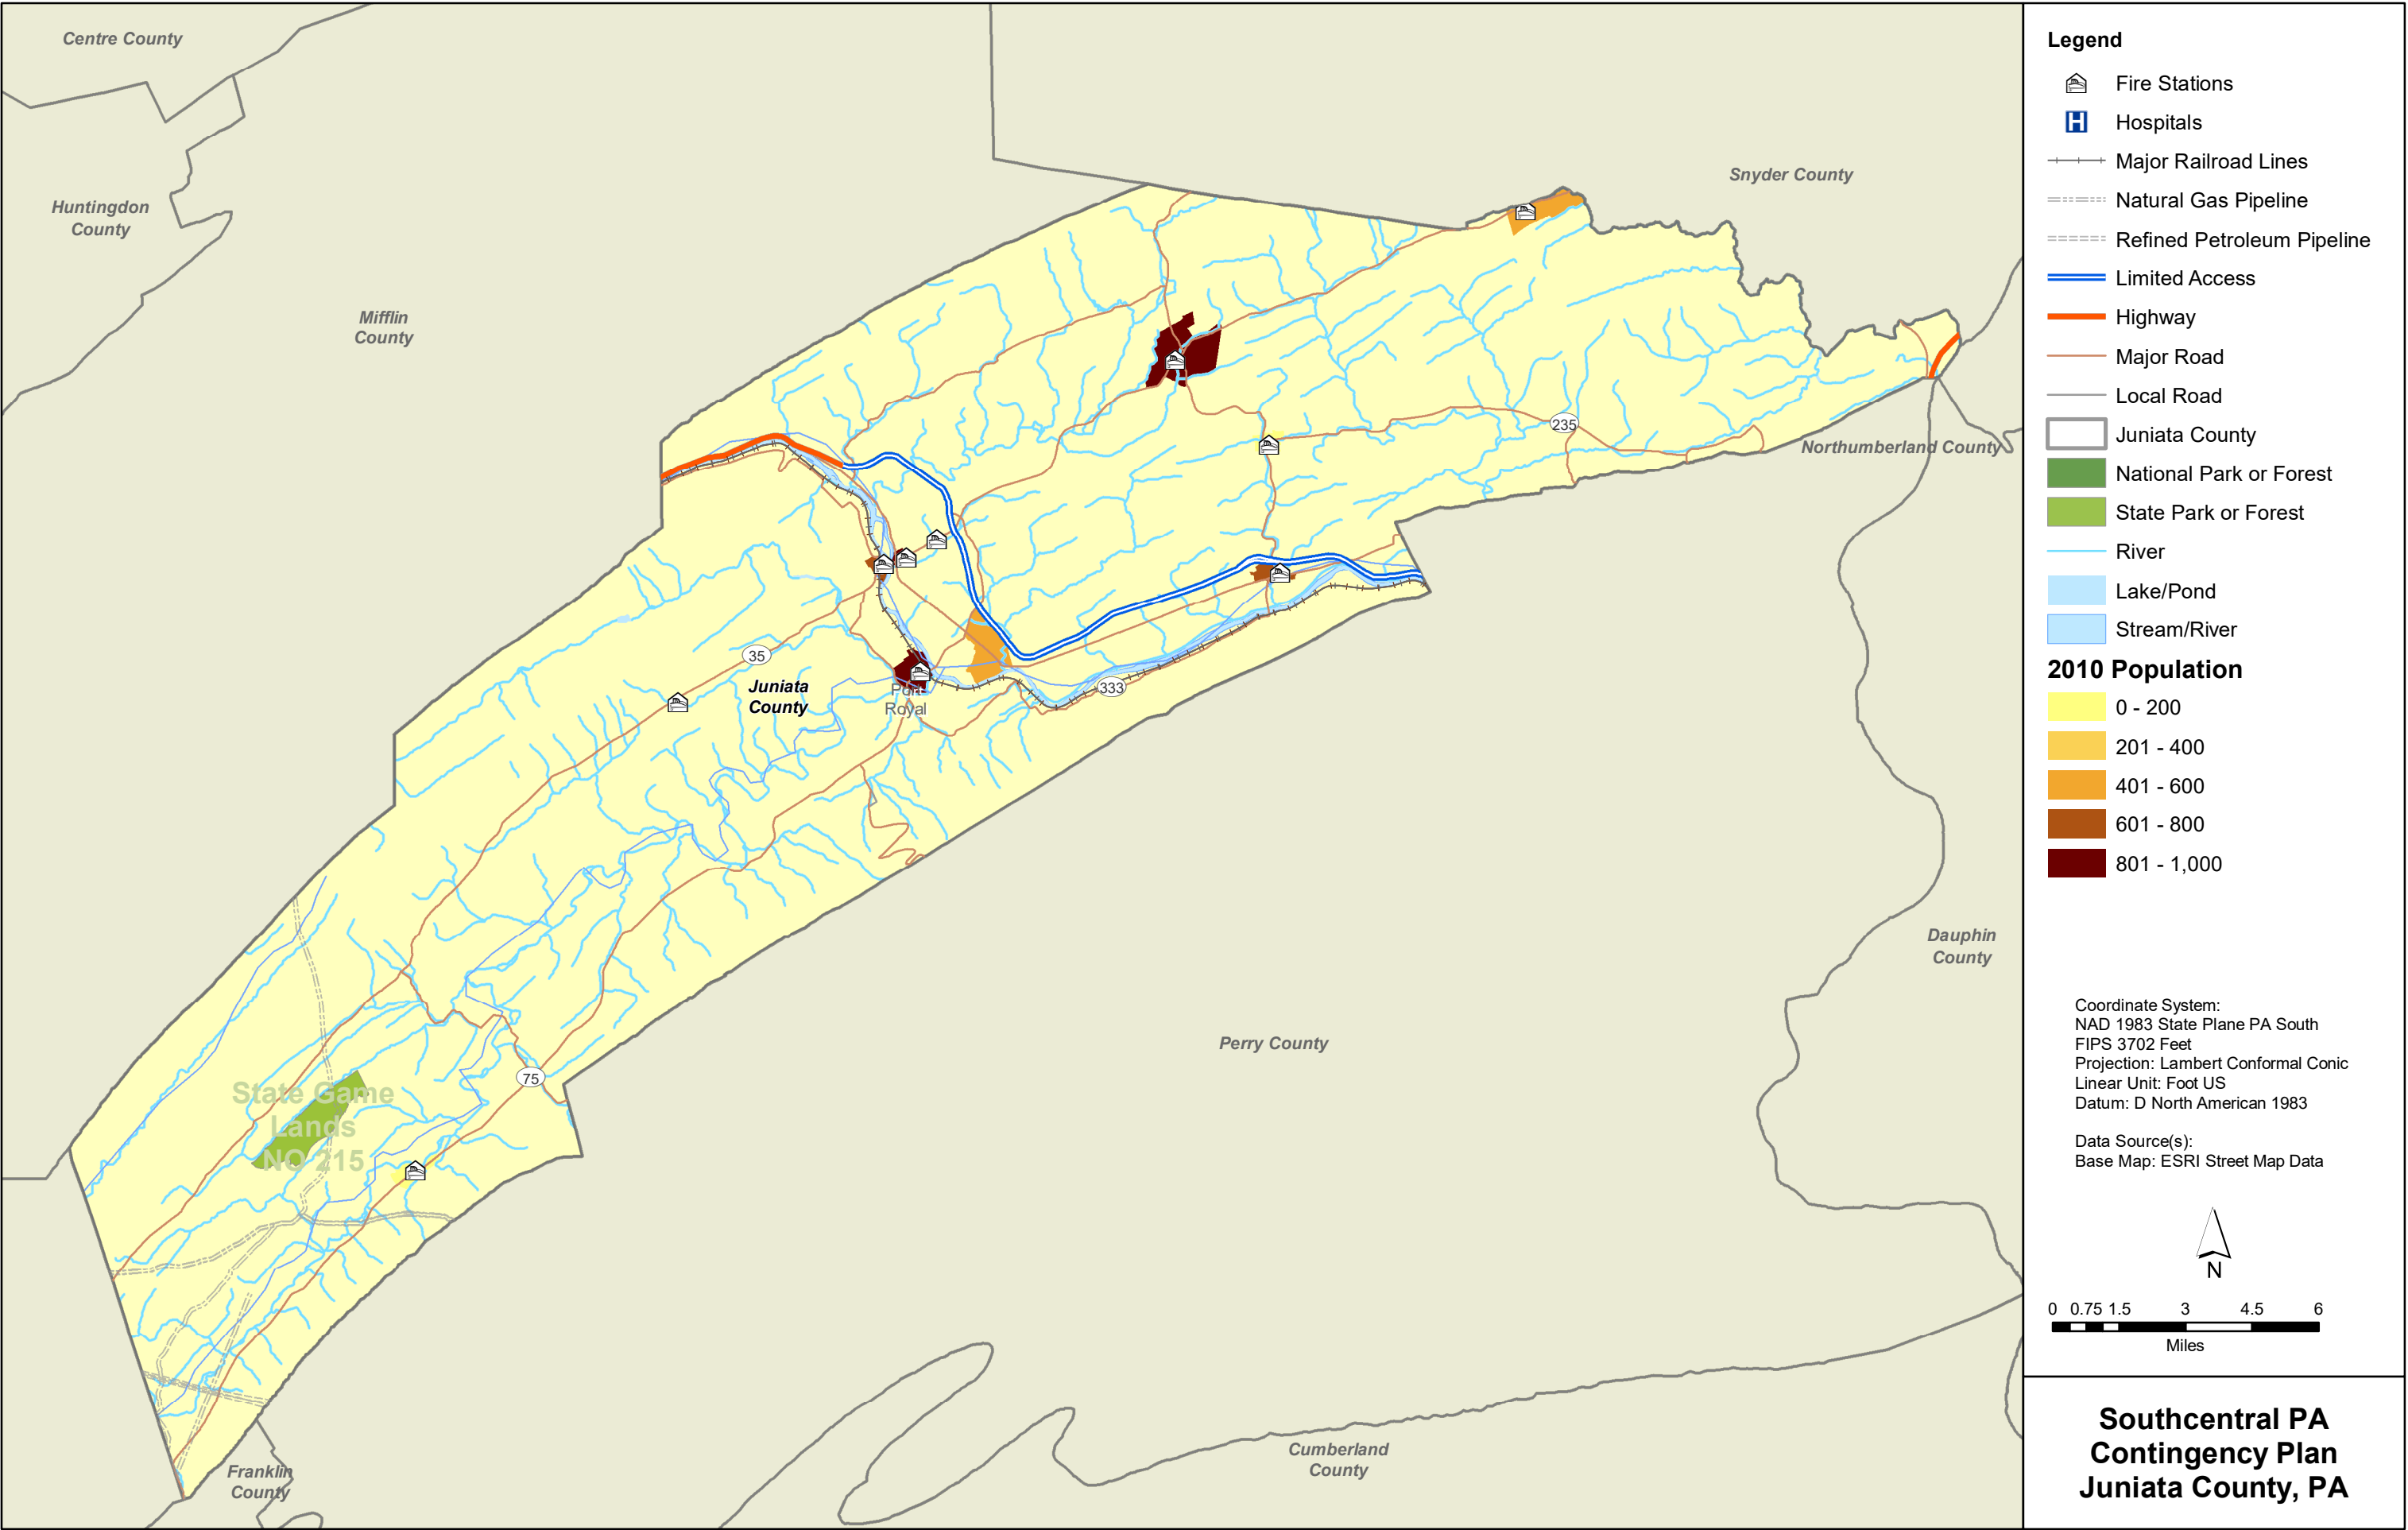 Centre County
Huntingdon
County
Mifflin
County
Snyder County
Northumberland County
235
35
Juniata
County
Port
Royal
333
Dauphin
County
Perry County
75
State Game
Lands
NO 215
Franklin
County
Cumberland
County
Legend
Fire Stations
H Hospitals
Major Railroad Lines
Natural Gas Pipeline
Refined Petroleum Pipeline
Limited Access
Highway
Major Road
Local Road
Juniata County
National Park or Forest
State Park or Forest
River
Lake/Pond
Stream/River
2010 Population
0 - 200
201 - 400
401 - 600
601 - 800
801 - 1,000
Coordinate System:
NAD 1983 State Plane PA South
FIPS 3702 Feet
Projection: Lambert Conformal Conic
Linear Unit: Foot US
Datum: D North American 1983
Data Source(s):
Base Map: ESRI Street Map Data
N
0 0.75 1.5 3 4.5 6
Miles
Southcentral PA
Contingency Plan
Juniata County, PA